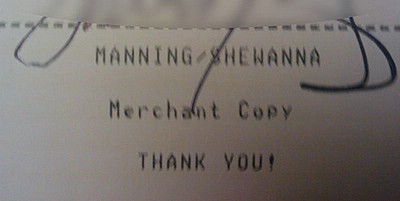 MANNING/SHEWANNA
Merchant Copy
THANK YOU!